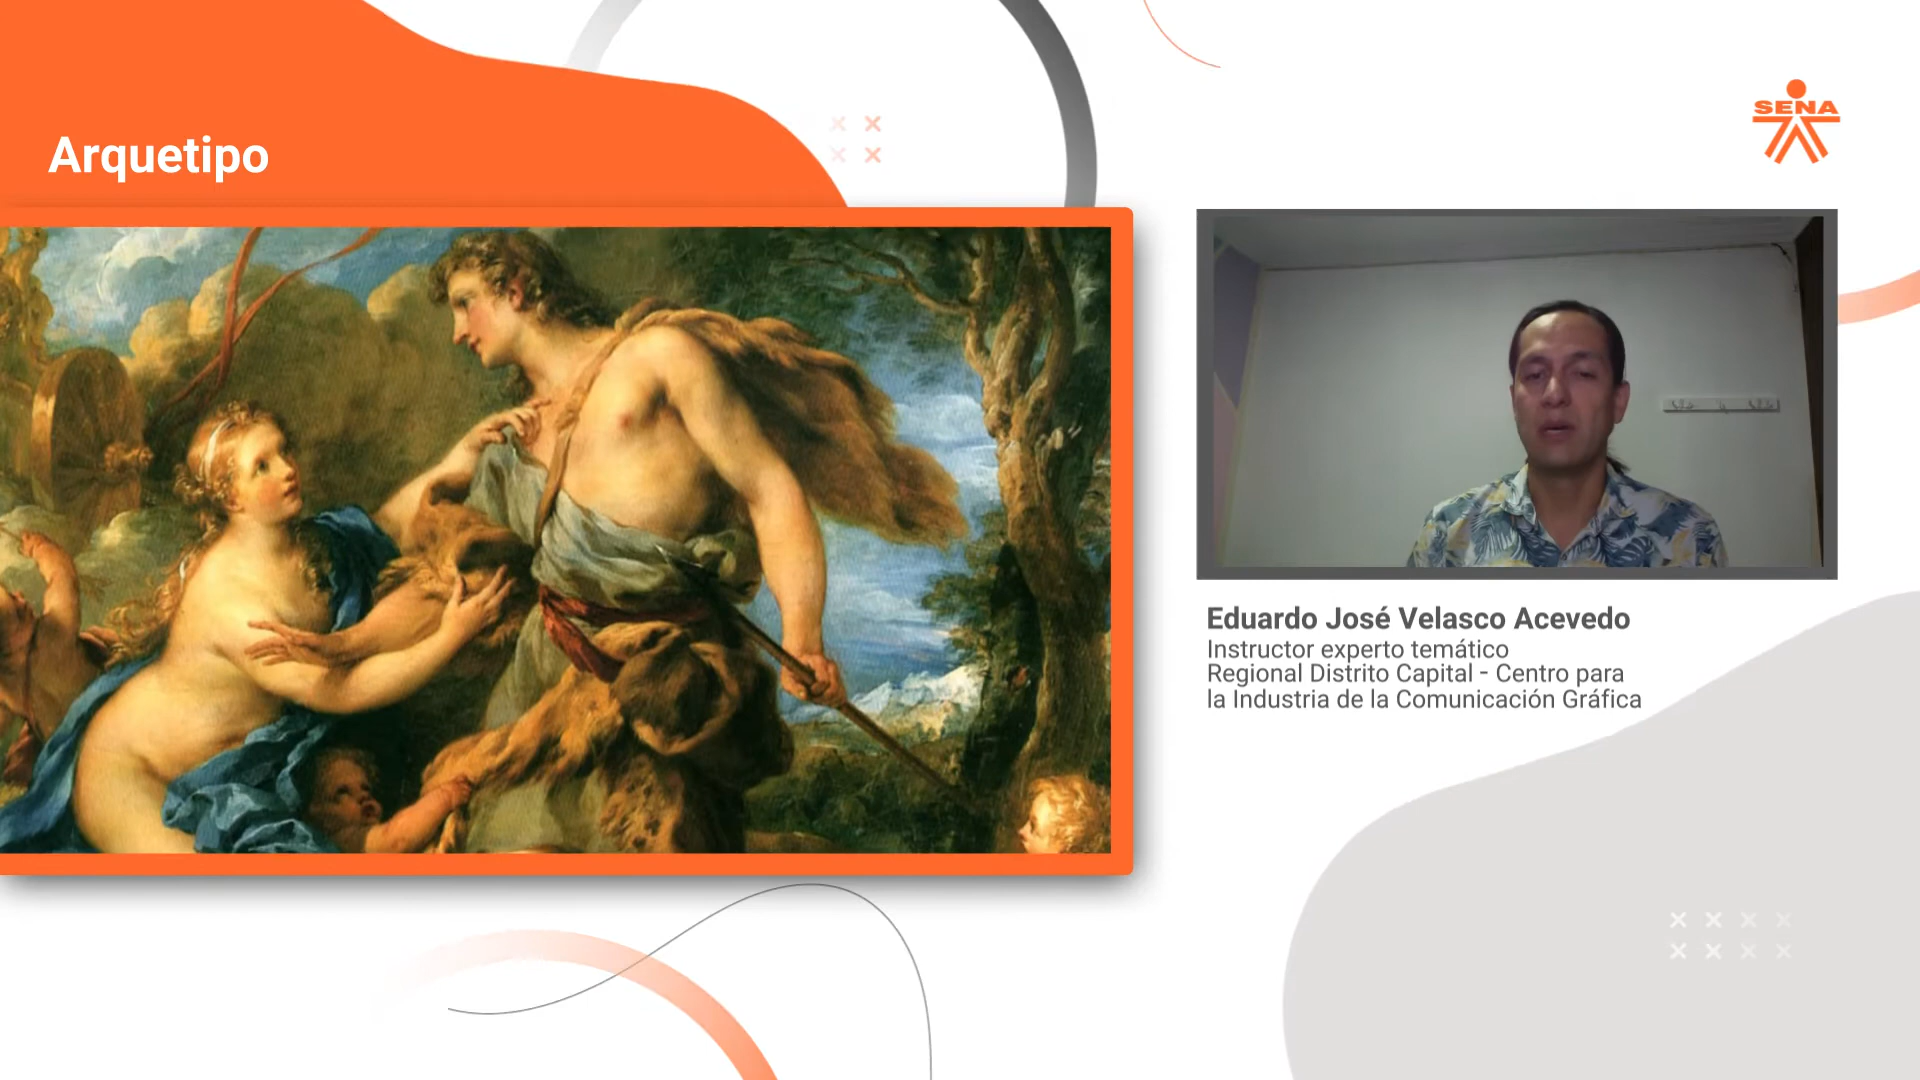 Arquetipo
SENA
Eduardo José Velasco Acevedo
Instructor experto temático
Regional Distrito Capital - Centro para
la Industria de la Comunicación Gráfica